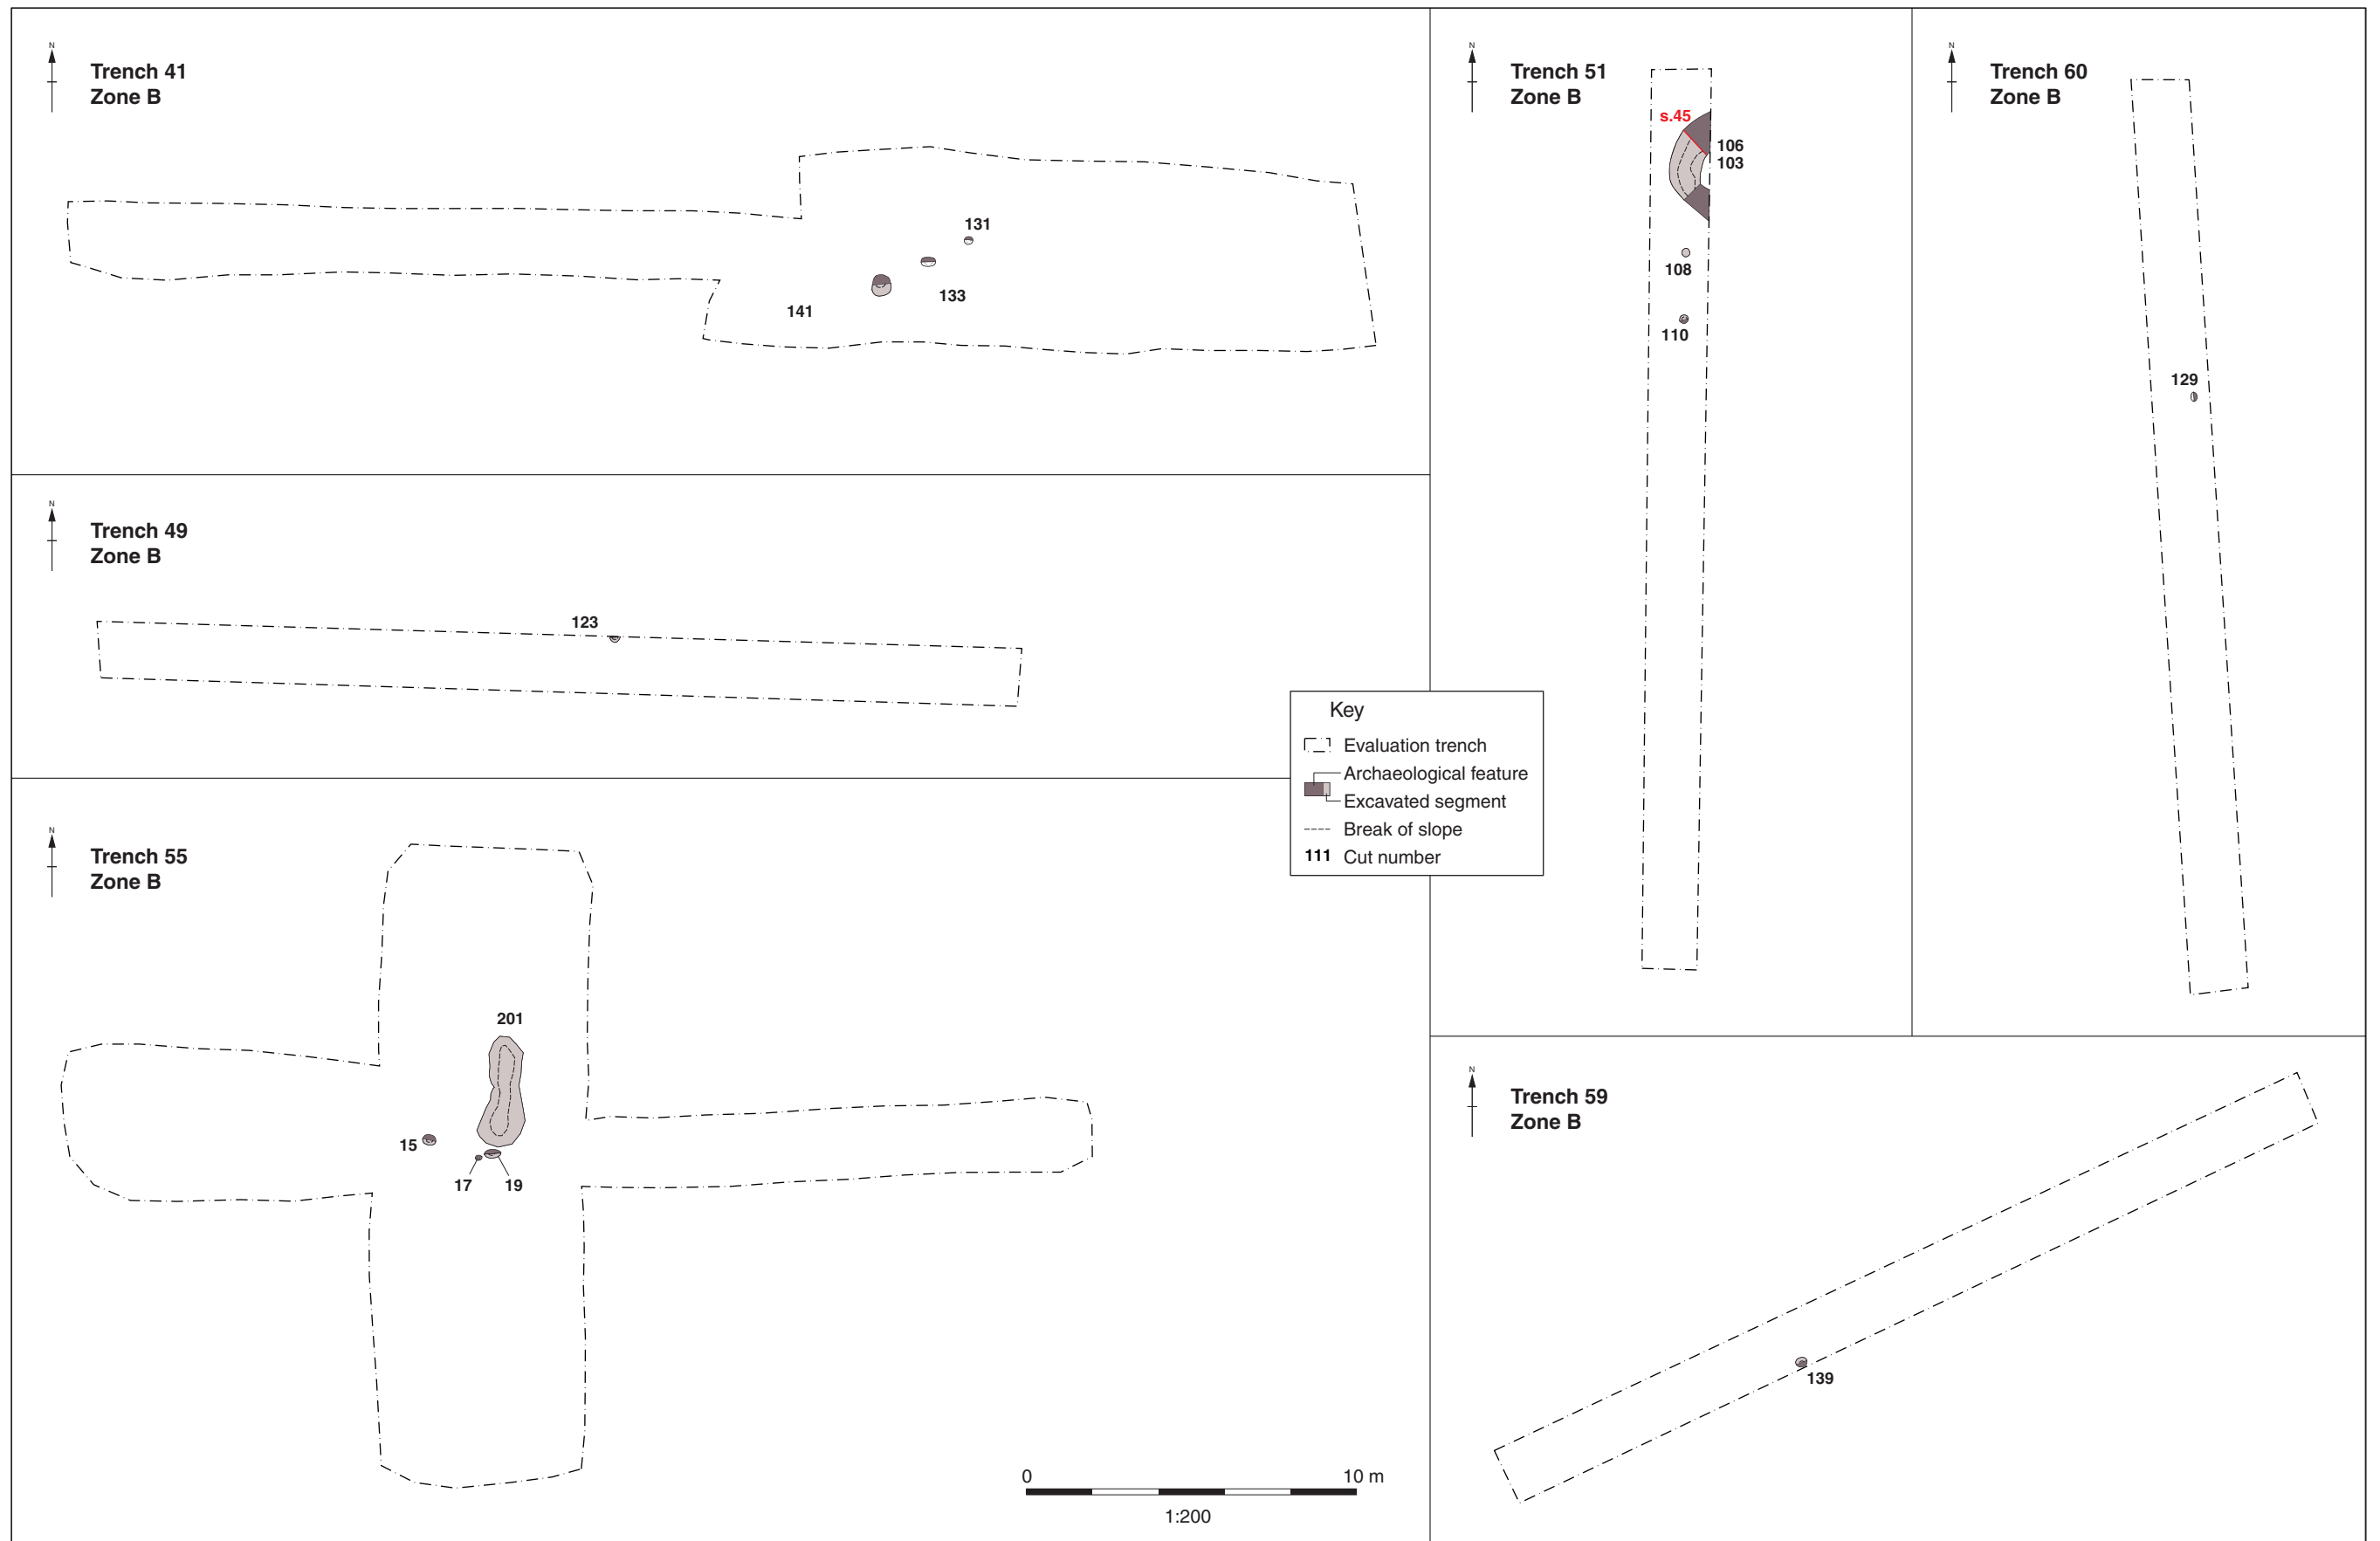 N
Trench 41
Zone B
131
133
141
N
Trench 49
Zone B
123
N
Trench 55
Zone B
201
15
17
19
0
10 m
1:200
N
Trench 51
Zone B
s.45
106
103
108
110
N
Trench 60
Zone B
129
Key
Evaluation trench
Archaeological feature
Excavated segment
Break of slope
111 Cut number
N
Trench 59
Zone B
139